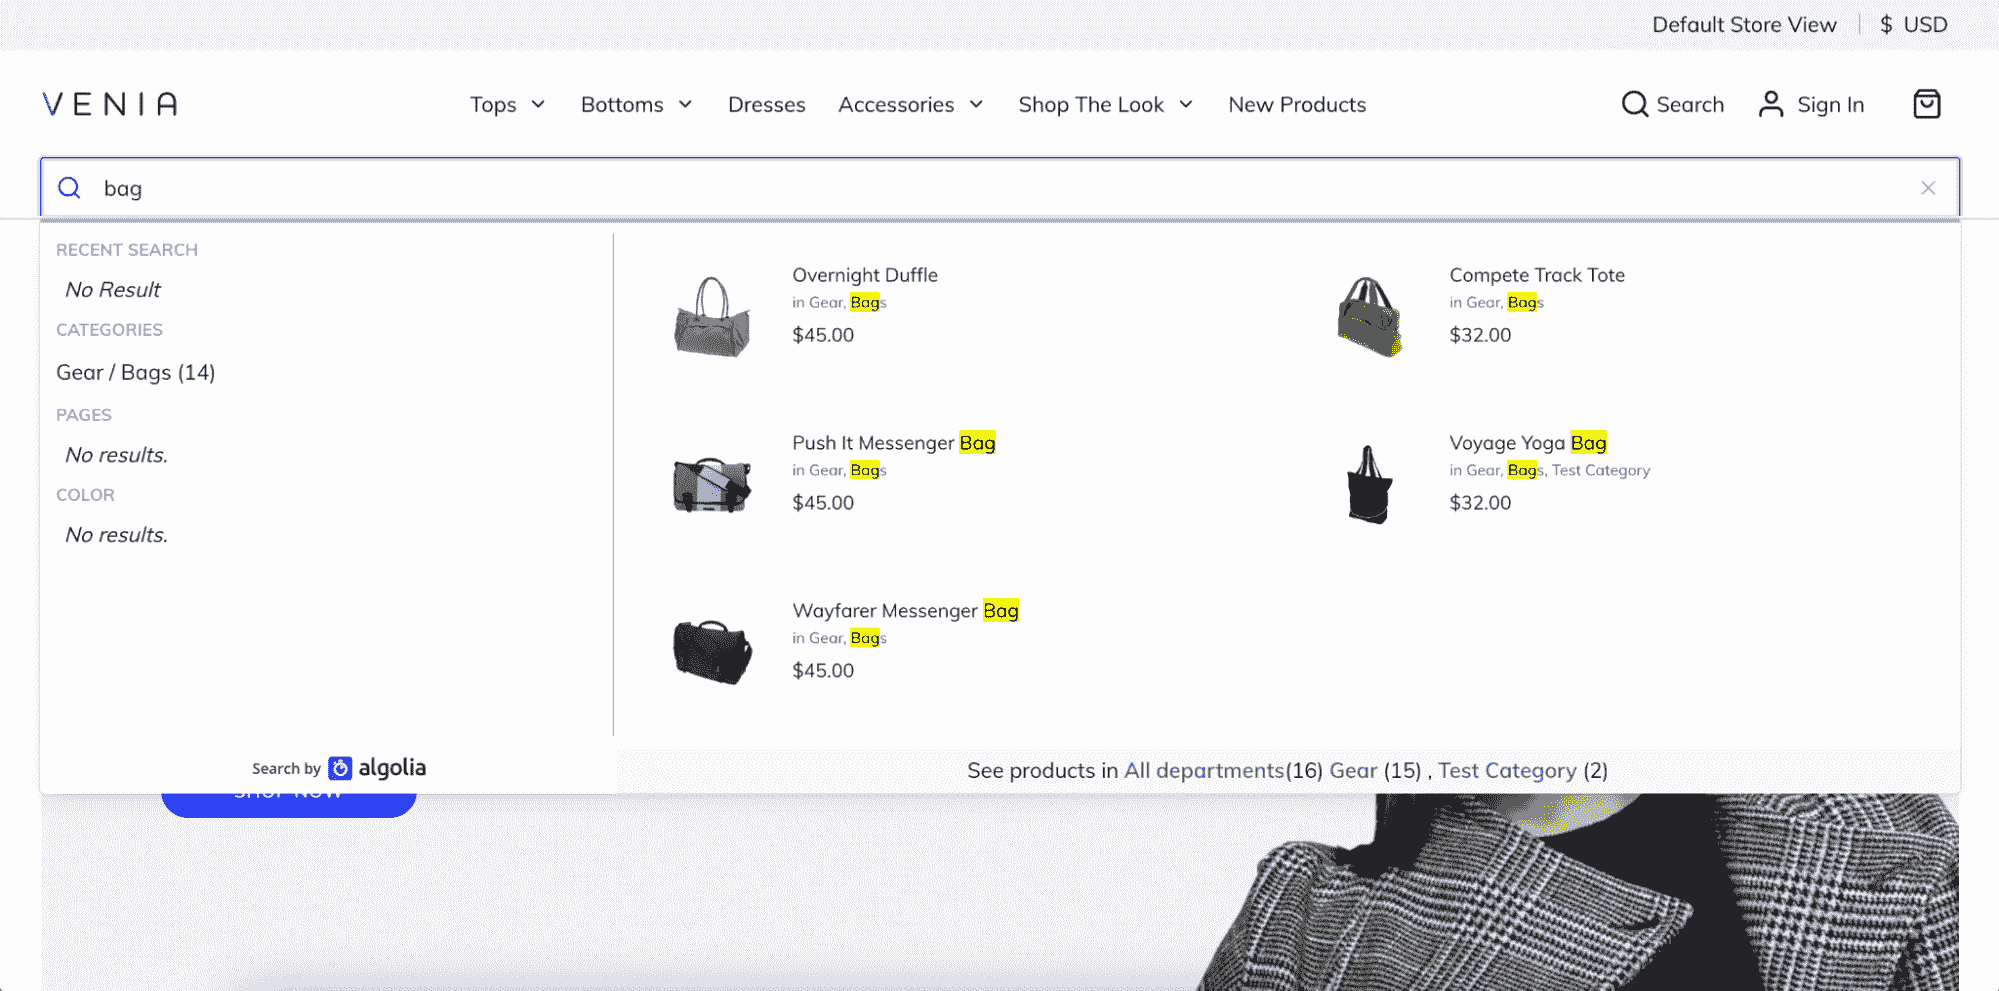 Default Store View $ USD
VENIA Tops Bottoms Dresses Accessories Shop The Look New Products Search Sign In
bag
RECENT SEARCH
No Result
CATEGORIES
Gear / Bags (14)
PAGES
No results.
COLOR
No results.
Overnight Duffle
in Gear, Bags
$45.00
Compete Track Tote
in Gear, Bags
$32.00
Push It Messenger Bag
in Gear, Bags
$45.00
Voyage Yoga Bag
in Gear, Bags, Test Category
$32.00
Wayfarer Messenger Bag
in Gear, Bags
$45.00
Search by algolia
See products in All departments(16) Gear (15) , Test Category (2)
SHOP NOW